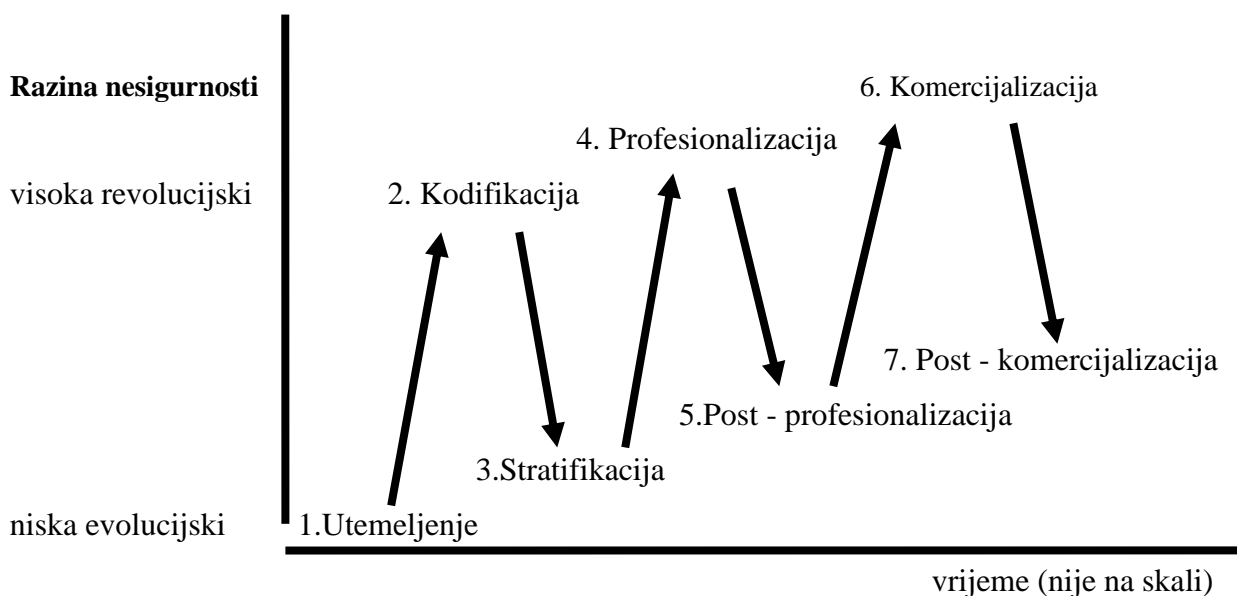 Razina nesigurnosti
6. Komercijalizacija
4. Profesionalizacija
visoka revolucijski
2. Kodifikacija
7. Post - komercijalizacija
5.Post - profesionalizacija
3.Stratifikacija
niska evolucijski
1.Utemeljenje
vrijeme (nije na skali)